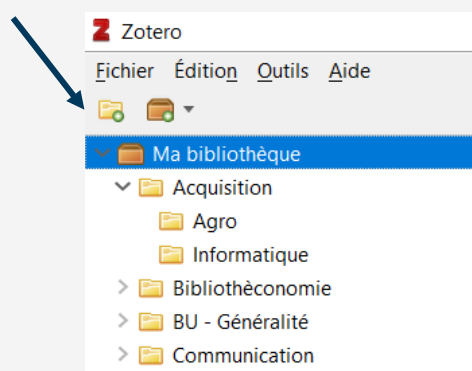 Zotero
Fichier Édition Outils Aide
Ma bibliothèque
Acquisition
Agro
Informatique
Bibliothèconomie
BU - Généralité
Communication